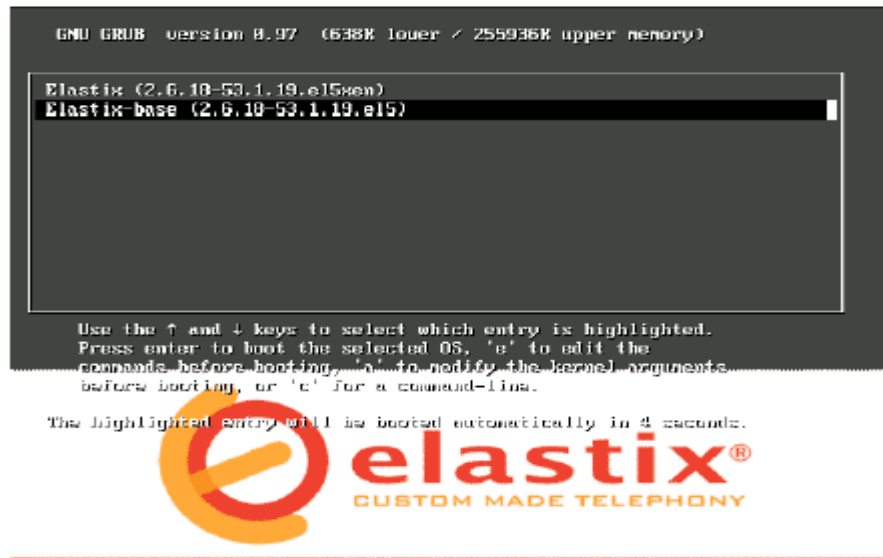 GNU GRUB version 0.97 (638K lower / 255936K upper memory)
Elastix (2.6.18-53.1.19.el5xen)
Elastix-base (2.6.18-53.1.19.el5)
Use the ↑ and ↓ keys to select which entry is highlighted.
Press enter to boot the selected OS, 'e' to edit the
commands before booting, 'a' to modify the kernel arguments
before booting, or 'c' for a command-line.
The highlighted entry will be booted automatically in 4 seconds.
elastix®
CUSTOM MADE TELEPHONY